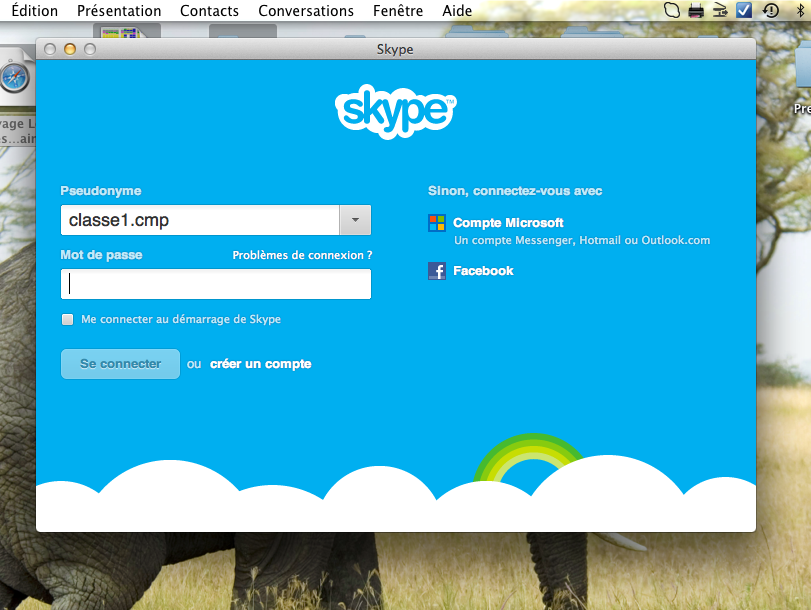 Édition Présentation Contacts Conversations Fenêtre Aide
Skype
skype™
Pseudonyme
classe1.cmp
Mot de passe Problèmes de connexion ?
Me connecter au démarrage de Skype
Se connecter ou créer un compte
Sinon, connectez-vous avec
Compte Microsoft
Un compte Messenger, Hotmail ou Outlook.com
Facebook
Pre